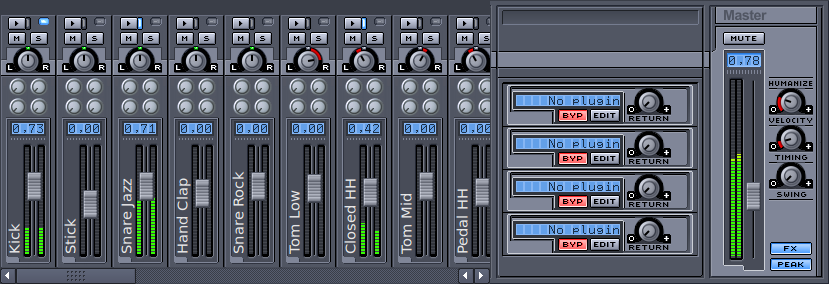 Master
M S M S M S M S M S M S M S M S M S
MUTE
L R L R L R L R L R L R L R L R L
0.78
HUMANIZE
No plugin
BYP EDIT RETURN
VELOCITY
0.73 0.00 0.71 0.00 0.00 0.00 0.42 0.00 0.00
No plugin
BYP EDIT RETURN
TIMING
No plugin
BYP EDIT RETURN
SWING
No plugin
BYP EDIT RETURN
Kick
Stick
Snare Jazz
Hand Clap
Snare Rock
Tom Low
Closed HH
Tom Mid
Pedal HH
FX
PEAK